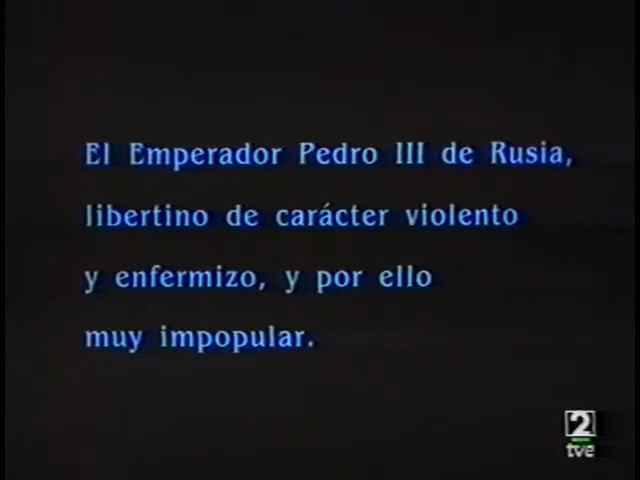 El Emperador Pedro III de Rusia,
libertino de carácter violento
y enfermizo, y por ello
muy impopular.
2
tve